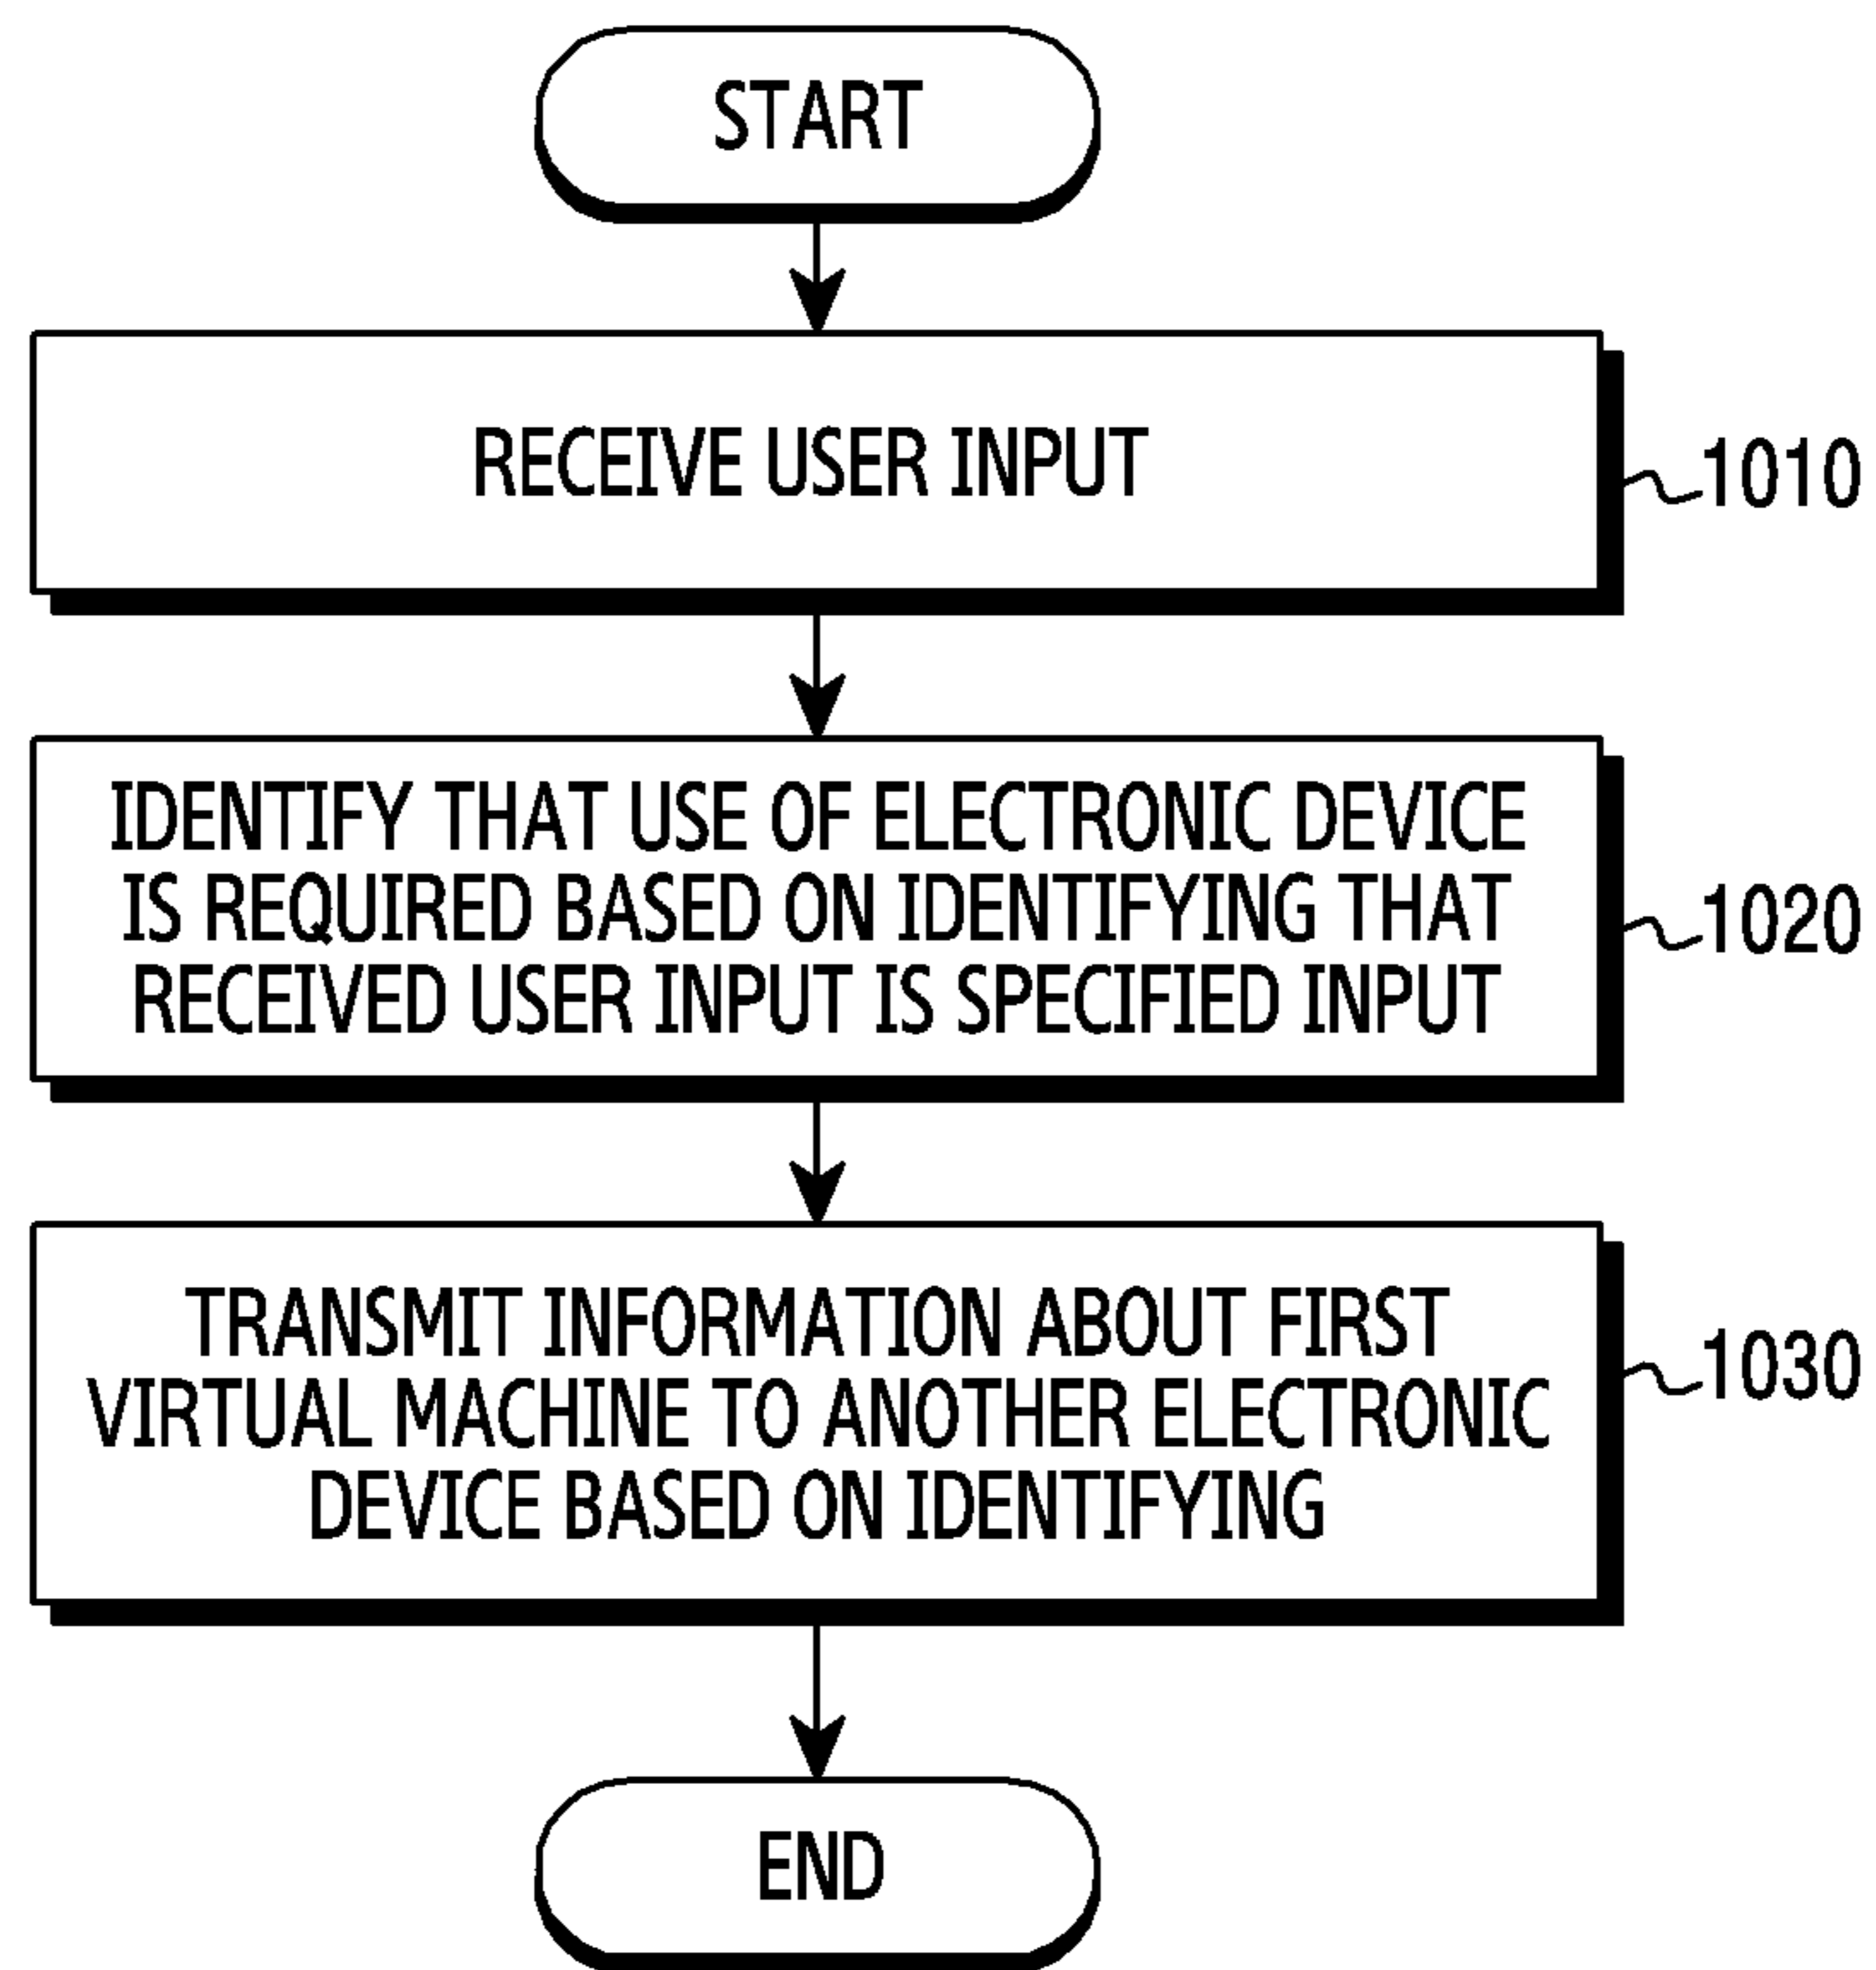 START
RECEIVE USER INPUT
1010
IDENTIFY THAT USE OF ELECTRONIC DEVICE
IS REQUIRED BASED ON IDENTIFYING THAT
RECEIVED USER INPUT IS SPECIFIED INPUT
1020
TRANSMIT INFORMATION ABOUT FIRST
VIRTUAL MACHINE TO ANOTHER ELECTRONIC
DEVICE BASED ON IDENTIFYING
1030
END